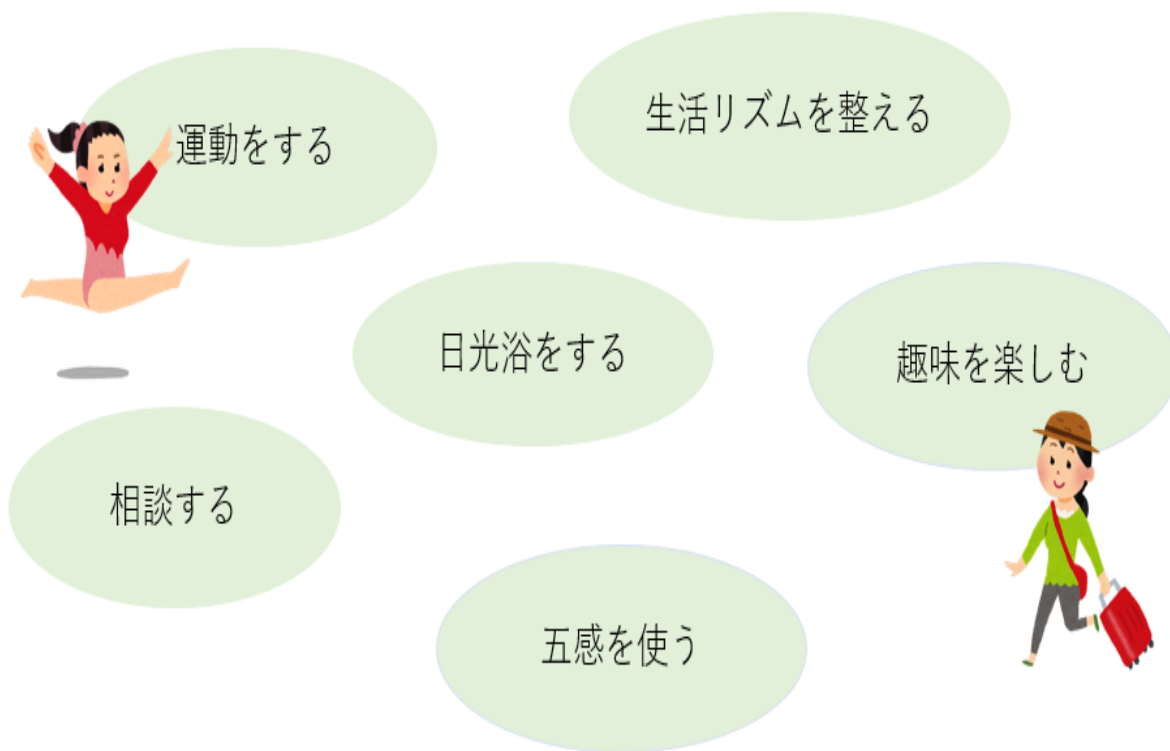 運動をする
生活リズムを整える
日光浴をする
趣味を楽しむ
相談する
五感を使う